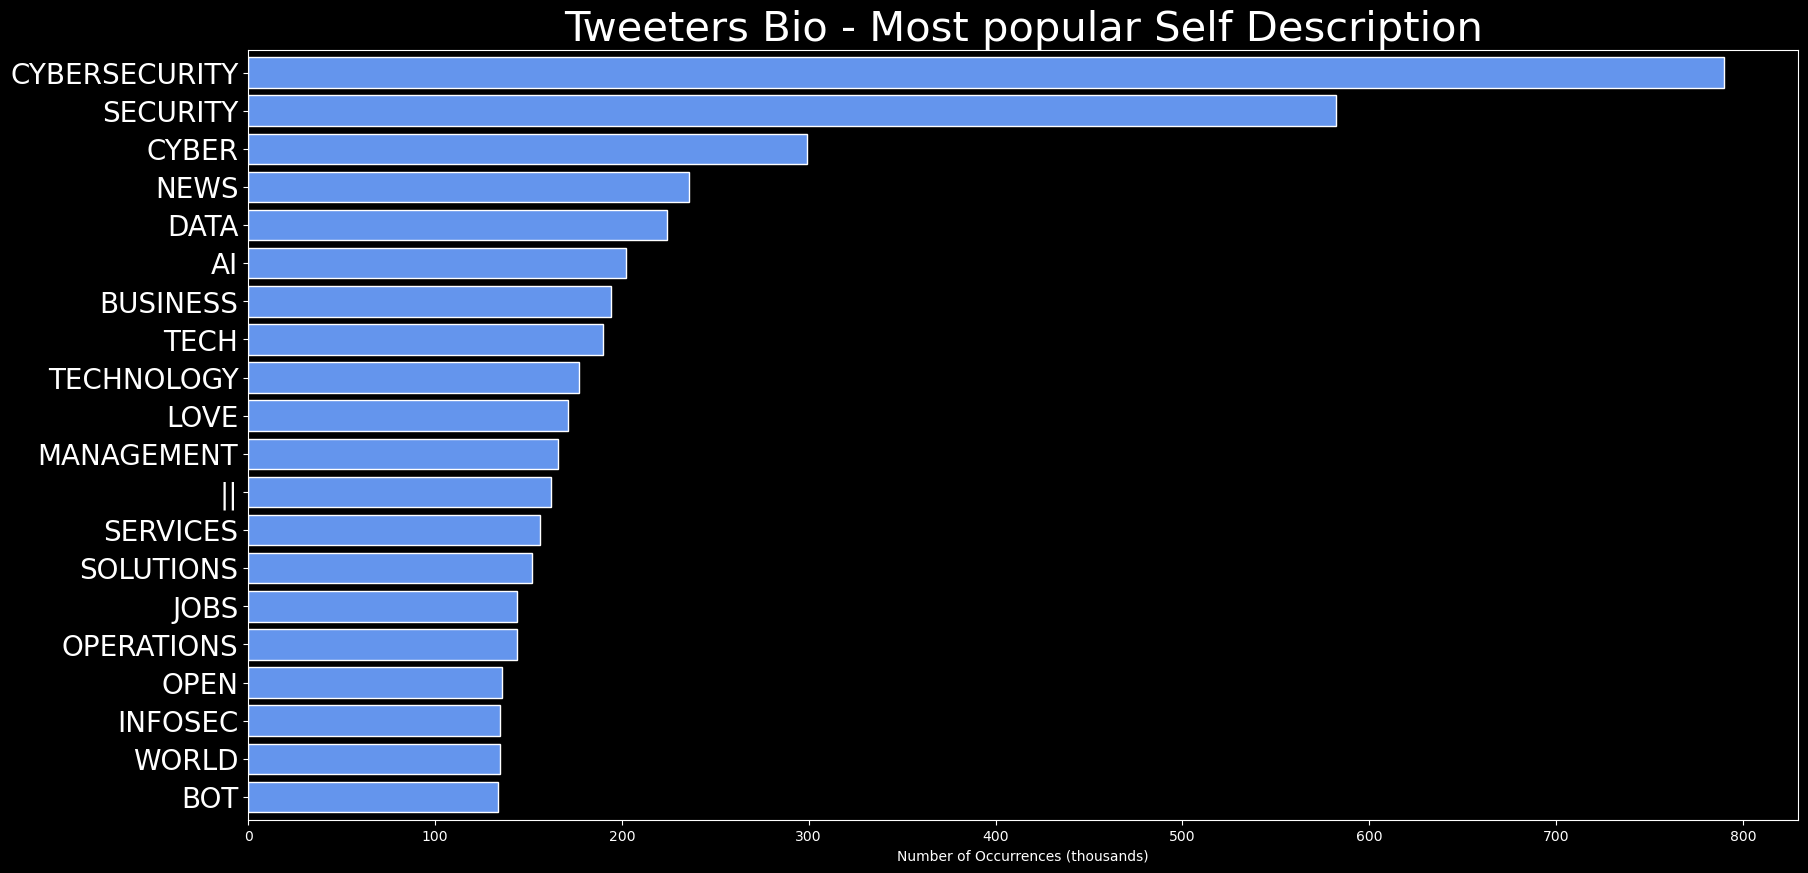 Tweeters Bio - Most popular Self Description
CYBERSECURITY
SECURITY
CYBER
NEWS
DATA
AI
BUSINESS
TECH
TECHNOLOGY
LOVE
MANAGEMENT
||
SERVICES
SOLUTIONS
JOBS
OPERATIONS
OPEN
INFOSEC
WORLD
BOT
0 100 200 300 400 500 600 700 800
Number of Occurrences (thousands)